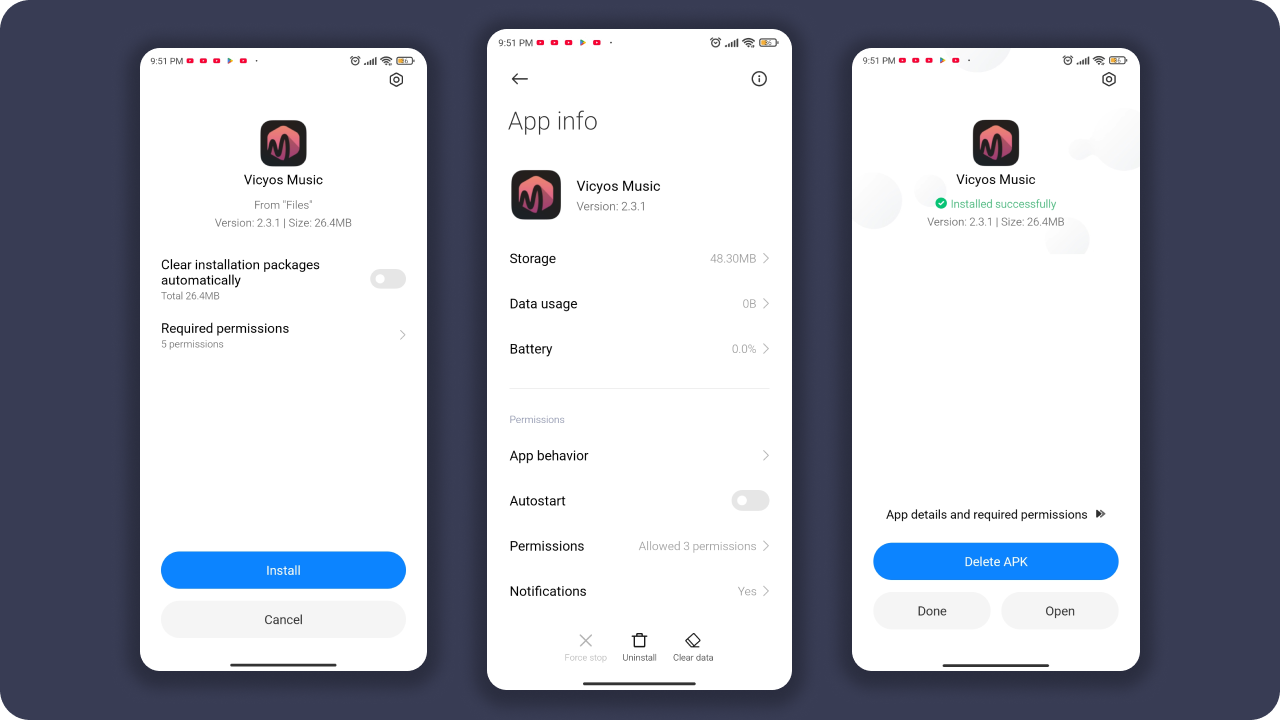 9:51 PM
Vicyos Music
From "Files"
Version: 2.3.1 | Size: 26.4MB
Clear installation packages
automatically
Total 26.4MB
Required permissions
5 permissions
Install
Cancel
9:51 PM
App info
Vicyos Music
Version: 2.3.1
Storage 48.30MB
Data usage 0B
Battery 0.0%
Permissions
App behavior
Autostart
Permissions Allowed 3 permissions
Notifications Yes
Force stop Uninstall Clear data
9:51 PM
Vicyos Music
Installed successfully
Version: 2.3.1 | Size: 26.4MB
App details and required permissions
Delete APK
Done Open